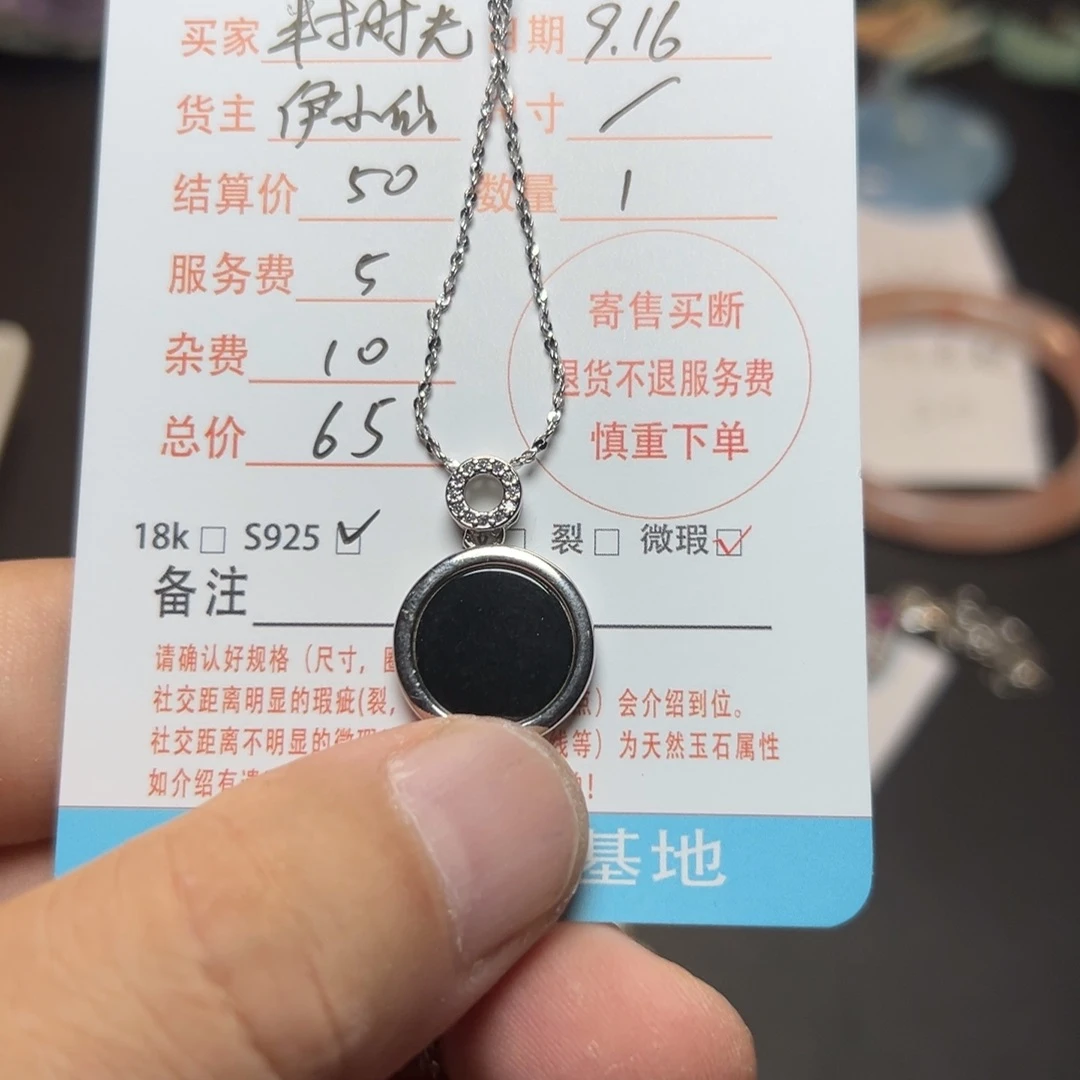 买家 半时光 日期 9.16
货主 伊小仙 寸 /
结算价 50 数量 1
服务费 5
杂费 10
总价 65
寄售买断
退货不退服务费
慎重下单
18k □ S925 ☑ 裂 □ 微瑕 ☑
备注
请确认好规格（尺寸，
社交距离明显的瑕疵(裂, ）会介绍到位。
社交距离不明显的微 线等）为天然玉石属性
如介绍有 !
基地